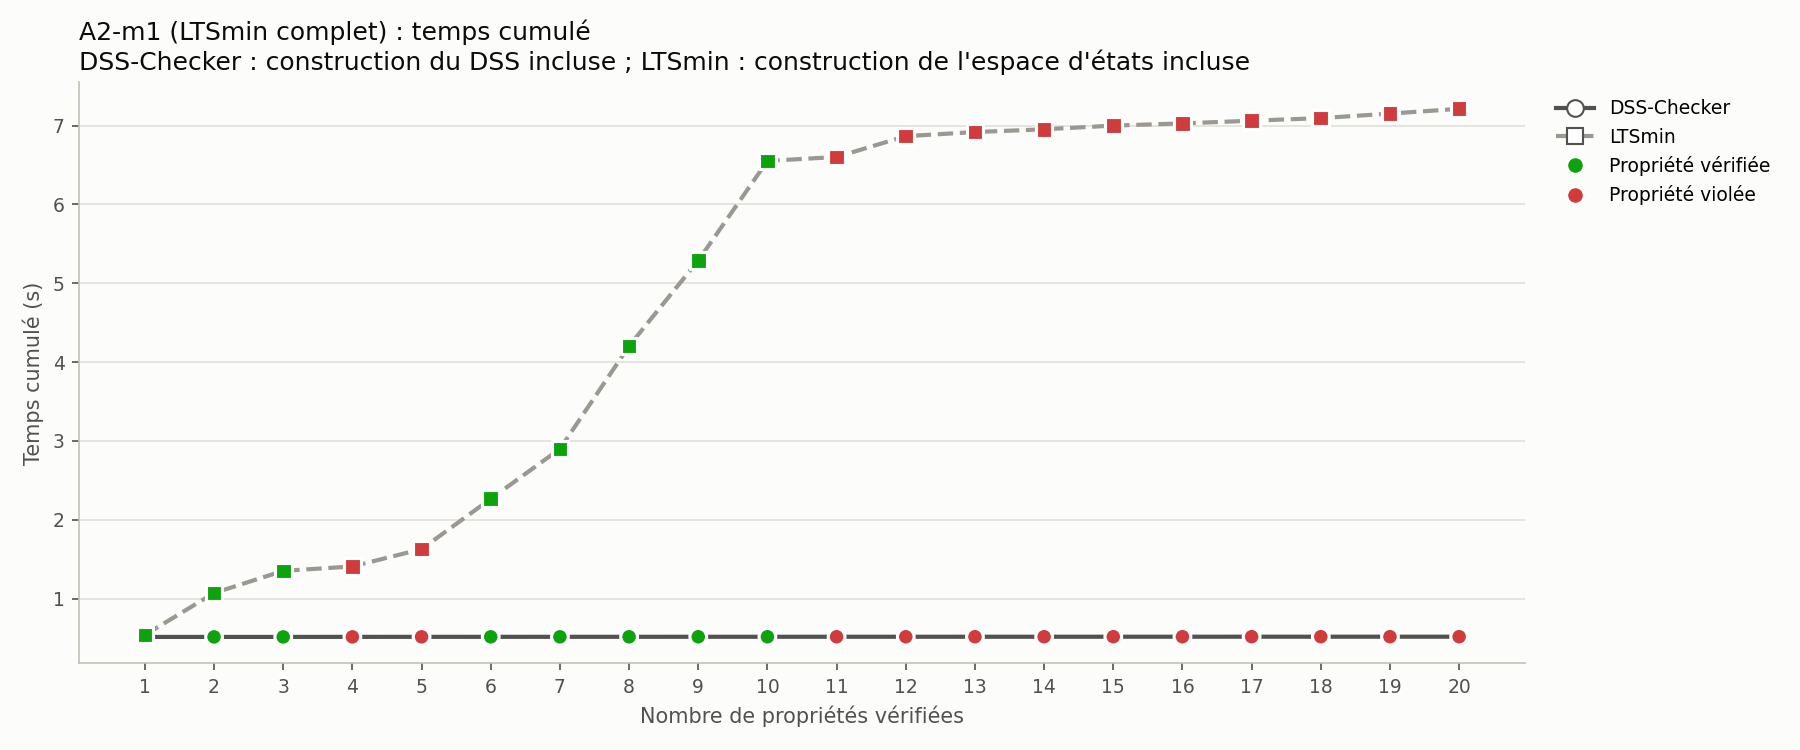 A2-m1 (LTSmin complet) : temps cumulé
DSS-Checker : construction du DSS incluse ; LTSmin : construction de l'espace d'états incluse
DSS-Checker
LTSmin
Propriété vérifiée
Propriété violée
Temps cumulé (s)
7
6
5
4
3
2
1
1 2 3 4 5 6 7 8 9 10 11 12 13 14 15 16 17 18 19 20
Nombre de propriétés vérifiées